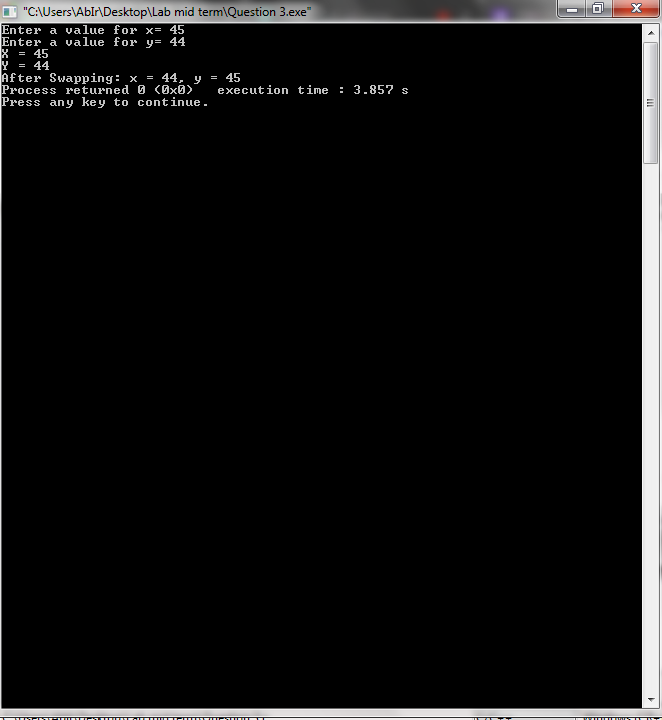 "C:\Users\AbIr\Desktop\Lab mid term\Question 3.exe"
Enter a value for x= 45
Enter a value for y= 44
X = 45
Y = 44
After Swapping: x = 44, y = 45
Process returned 0 (0x0)   execution time : 3.857 s
Press any key to continue.